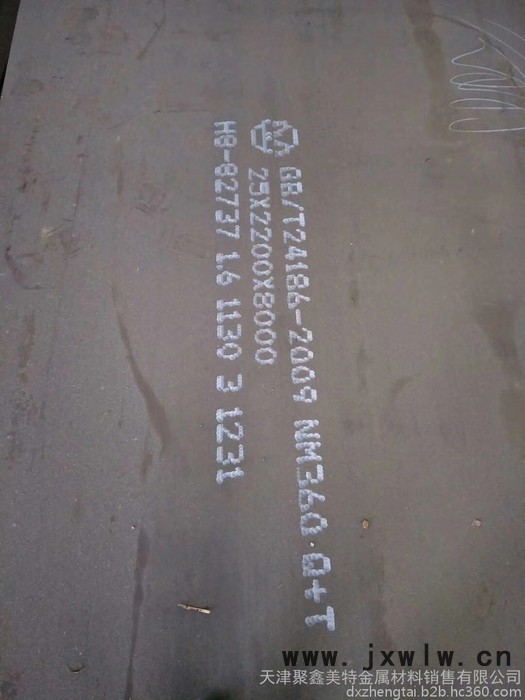 GB/T24186-2009 NM360·Q+T
25X2200X8000
H8-82737 1.6 1130 3 1231
www.jxwlw.cn
天津聚鑫美特金属材料销售有限公司
dxzhengtai.b2b.hc360.com